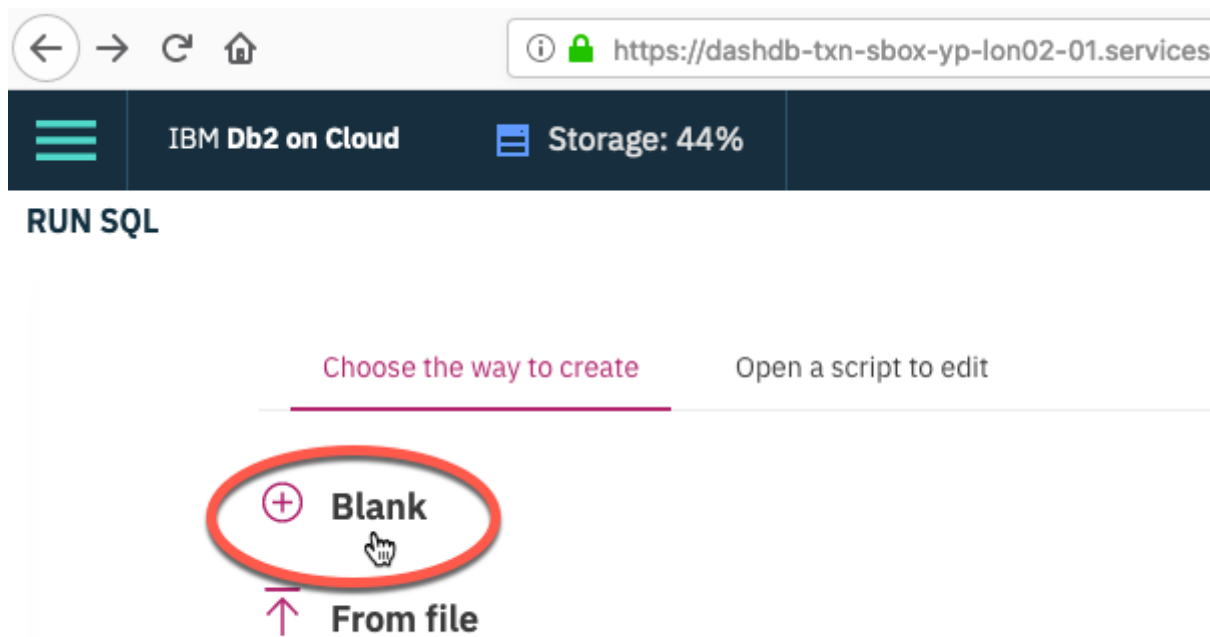 https://dashdb-txn-sbox-yp-lon02-01.services
IBM Db2 on Cloud Storage: 44%
RUN SQL
Choose the way to create Open a script to edit
Blank
From file